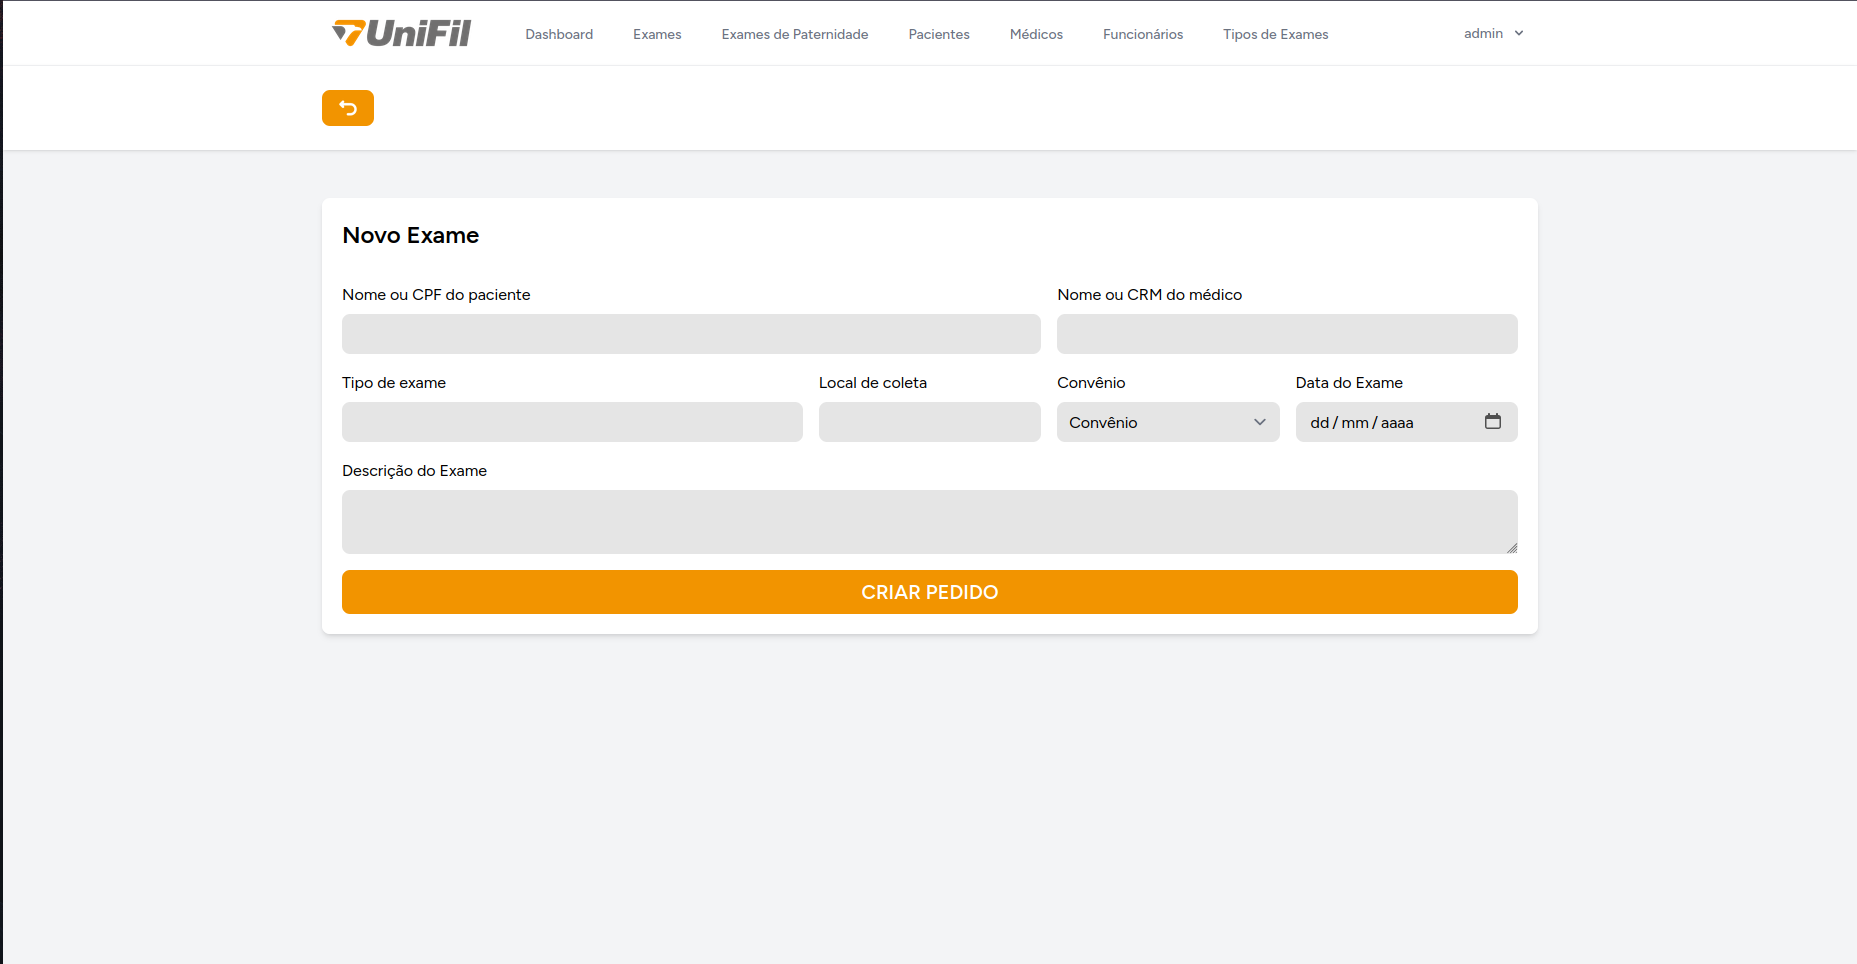 UniFil Dashboard Exames Exames de Paternidade Pacientes Médicos Funcionários Tipos de Exames admin
Novo Exame
Nome ou CPF do paciente Nome ou CRM do médico
Tipo de exame Local de coleta Convênio Data do Exame
Convênio dd/mm/aaaa
Descrição do Exame
CRIAR PEDIDO